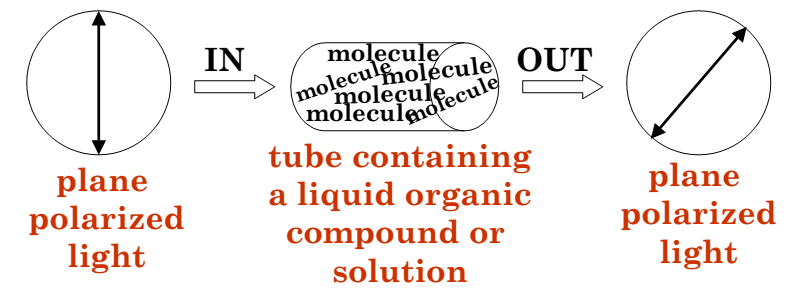 IN
OUT
molecule
molecule
molecule
molecule
molecule
molecule
plane
polarized
light
tube containing
a liquid organic
compound or
solution
plane
polarized
light